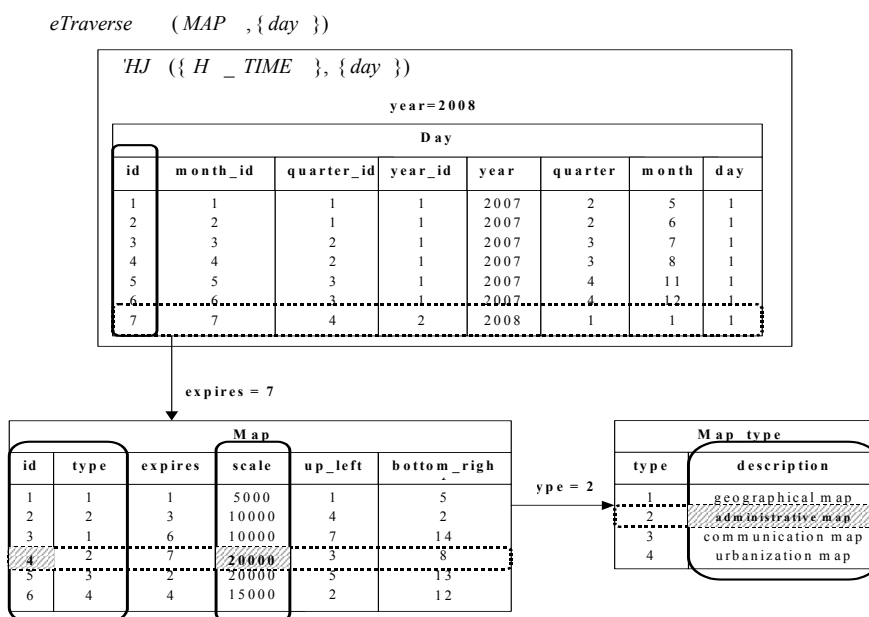 eTraverse ( MAP , { day })
'HJ ({ H _ TIME }, { day })
year=2008
Day
id month_id quarter_id year_id year quarter month day
1 1 1 1 2007 2 5 1
2 2 1 1 2007 2 6 1
3 3 2 1 2007 3 7 1
4 4 2 1 2007 3 8 1
5 5 3 1 2007 4 11 1
6 6 3 1 2007 4 12 1
7 7 4 2 2008 1 1 1
expires = 7
Map
id type expires scale up_left bottom_righ
1 1 1 5000 1 5
2 2 3 10000 4 2
3 1 6 10000 7 14
4 2 7 20000 3 8
5 3 2 20000 5 13
6 4 4 15000 2 12
ype = 2
Map type
type description
1 geographical map
2 administrative map
3 communication map
4 urbanization map